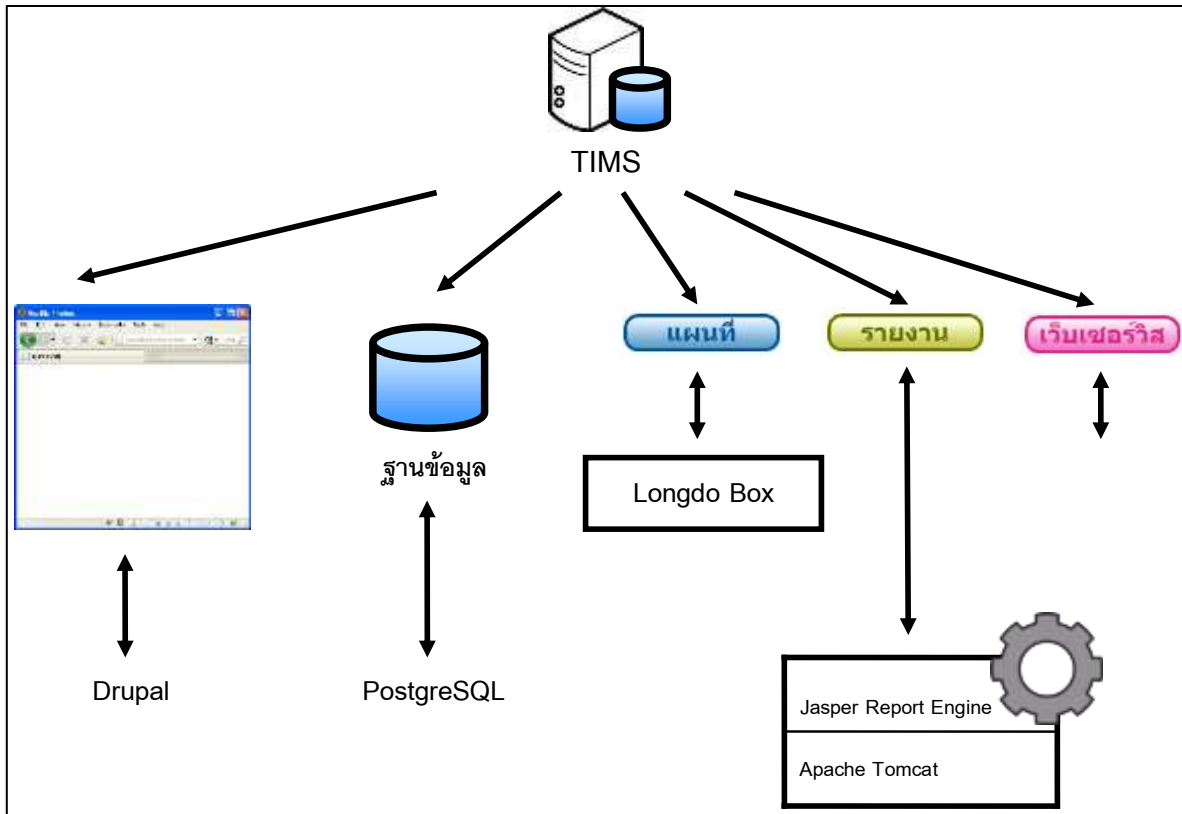 TIMS
แผนที่
รายงาน
เว็บเซอร์วิส
ฐานข้อมูล
Longdo Box
Drupal
PostgreSQL
Jasper Report Engine
Apache Tomcat